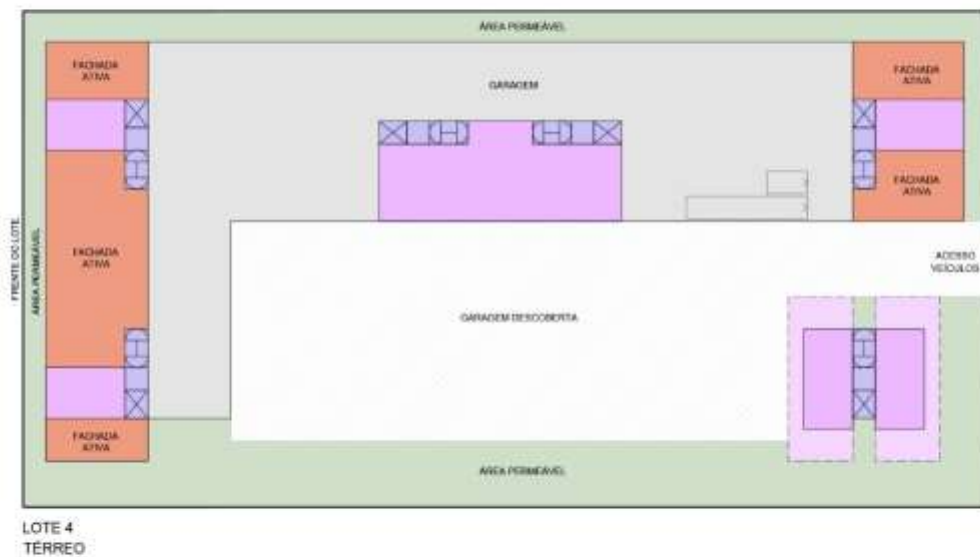 ÁREA PERMEÁVEL
FACHADA
ATIVA
GARAGEM
FACHADA
ATIVA
FACHADA
ATIVA
FRENTE DO LOTE
ÁREA PERMEÁVEL
FACHADA
ATIVA
ACESSO
VEÍCULOS
GARAGEM DESCOBERTA
FACHADA
ATIVA
ÁREA PERMEÁVEL
LOTE 4
TÉRREO